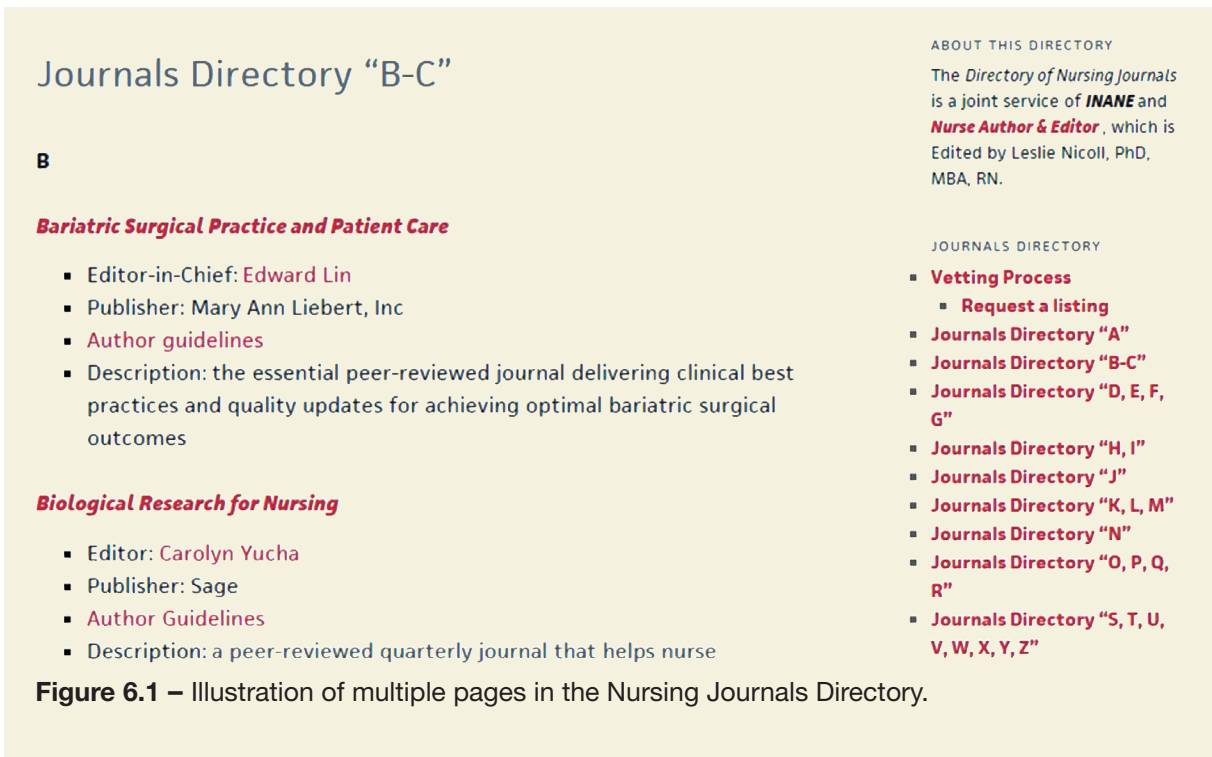 Journals Directory “B-C”
B
Bariatric Surgical Practice and Patient Care
▪ Editor-in-Chief: Edward Lin
▪ Publisher: Mary Ann Liebert, Inc
▪ Author guidelines
▪ Description: the essential peer-reviewed journal delivering clinical best
practices and quality updates for achieving optimal bariatric surgical
outcomes
Biological Research for Nursing
▪ Editor: Carolyn Yucha
▪ Publisher: Sage
▪ Author Guidelines
▪ Description: a peer-reviewed quarterly journal that helps nurse
ABOUT THIS DIRECTORY
The Directory of Nursing Journals
is a joint service of INANE and
Nurse Author & Editor , which is
Edited by Leslie Nicoll, PhD,
MBA, RN.
JOURNALS DIRECTORY
▪ Vetting Process
▪ Request a listing
▪ Journals Directory “A”
▪ Journals Directory “B-C”
▪ Journals Directory “D, E, F,
G”
▪ Journals Directory “H, I”
▪ Journals Directory “J”
▪ Journals Directory “K, L, M”
▪ Journals Directory “N”
▪ Journals Directory “O, P, Q,
R”
▪ Journals Directory “S, T, U,
V, W, X, Y, Z”
Figure 6.1 – Illustration of multiple pages in the Nursing Journals Directory.